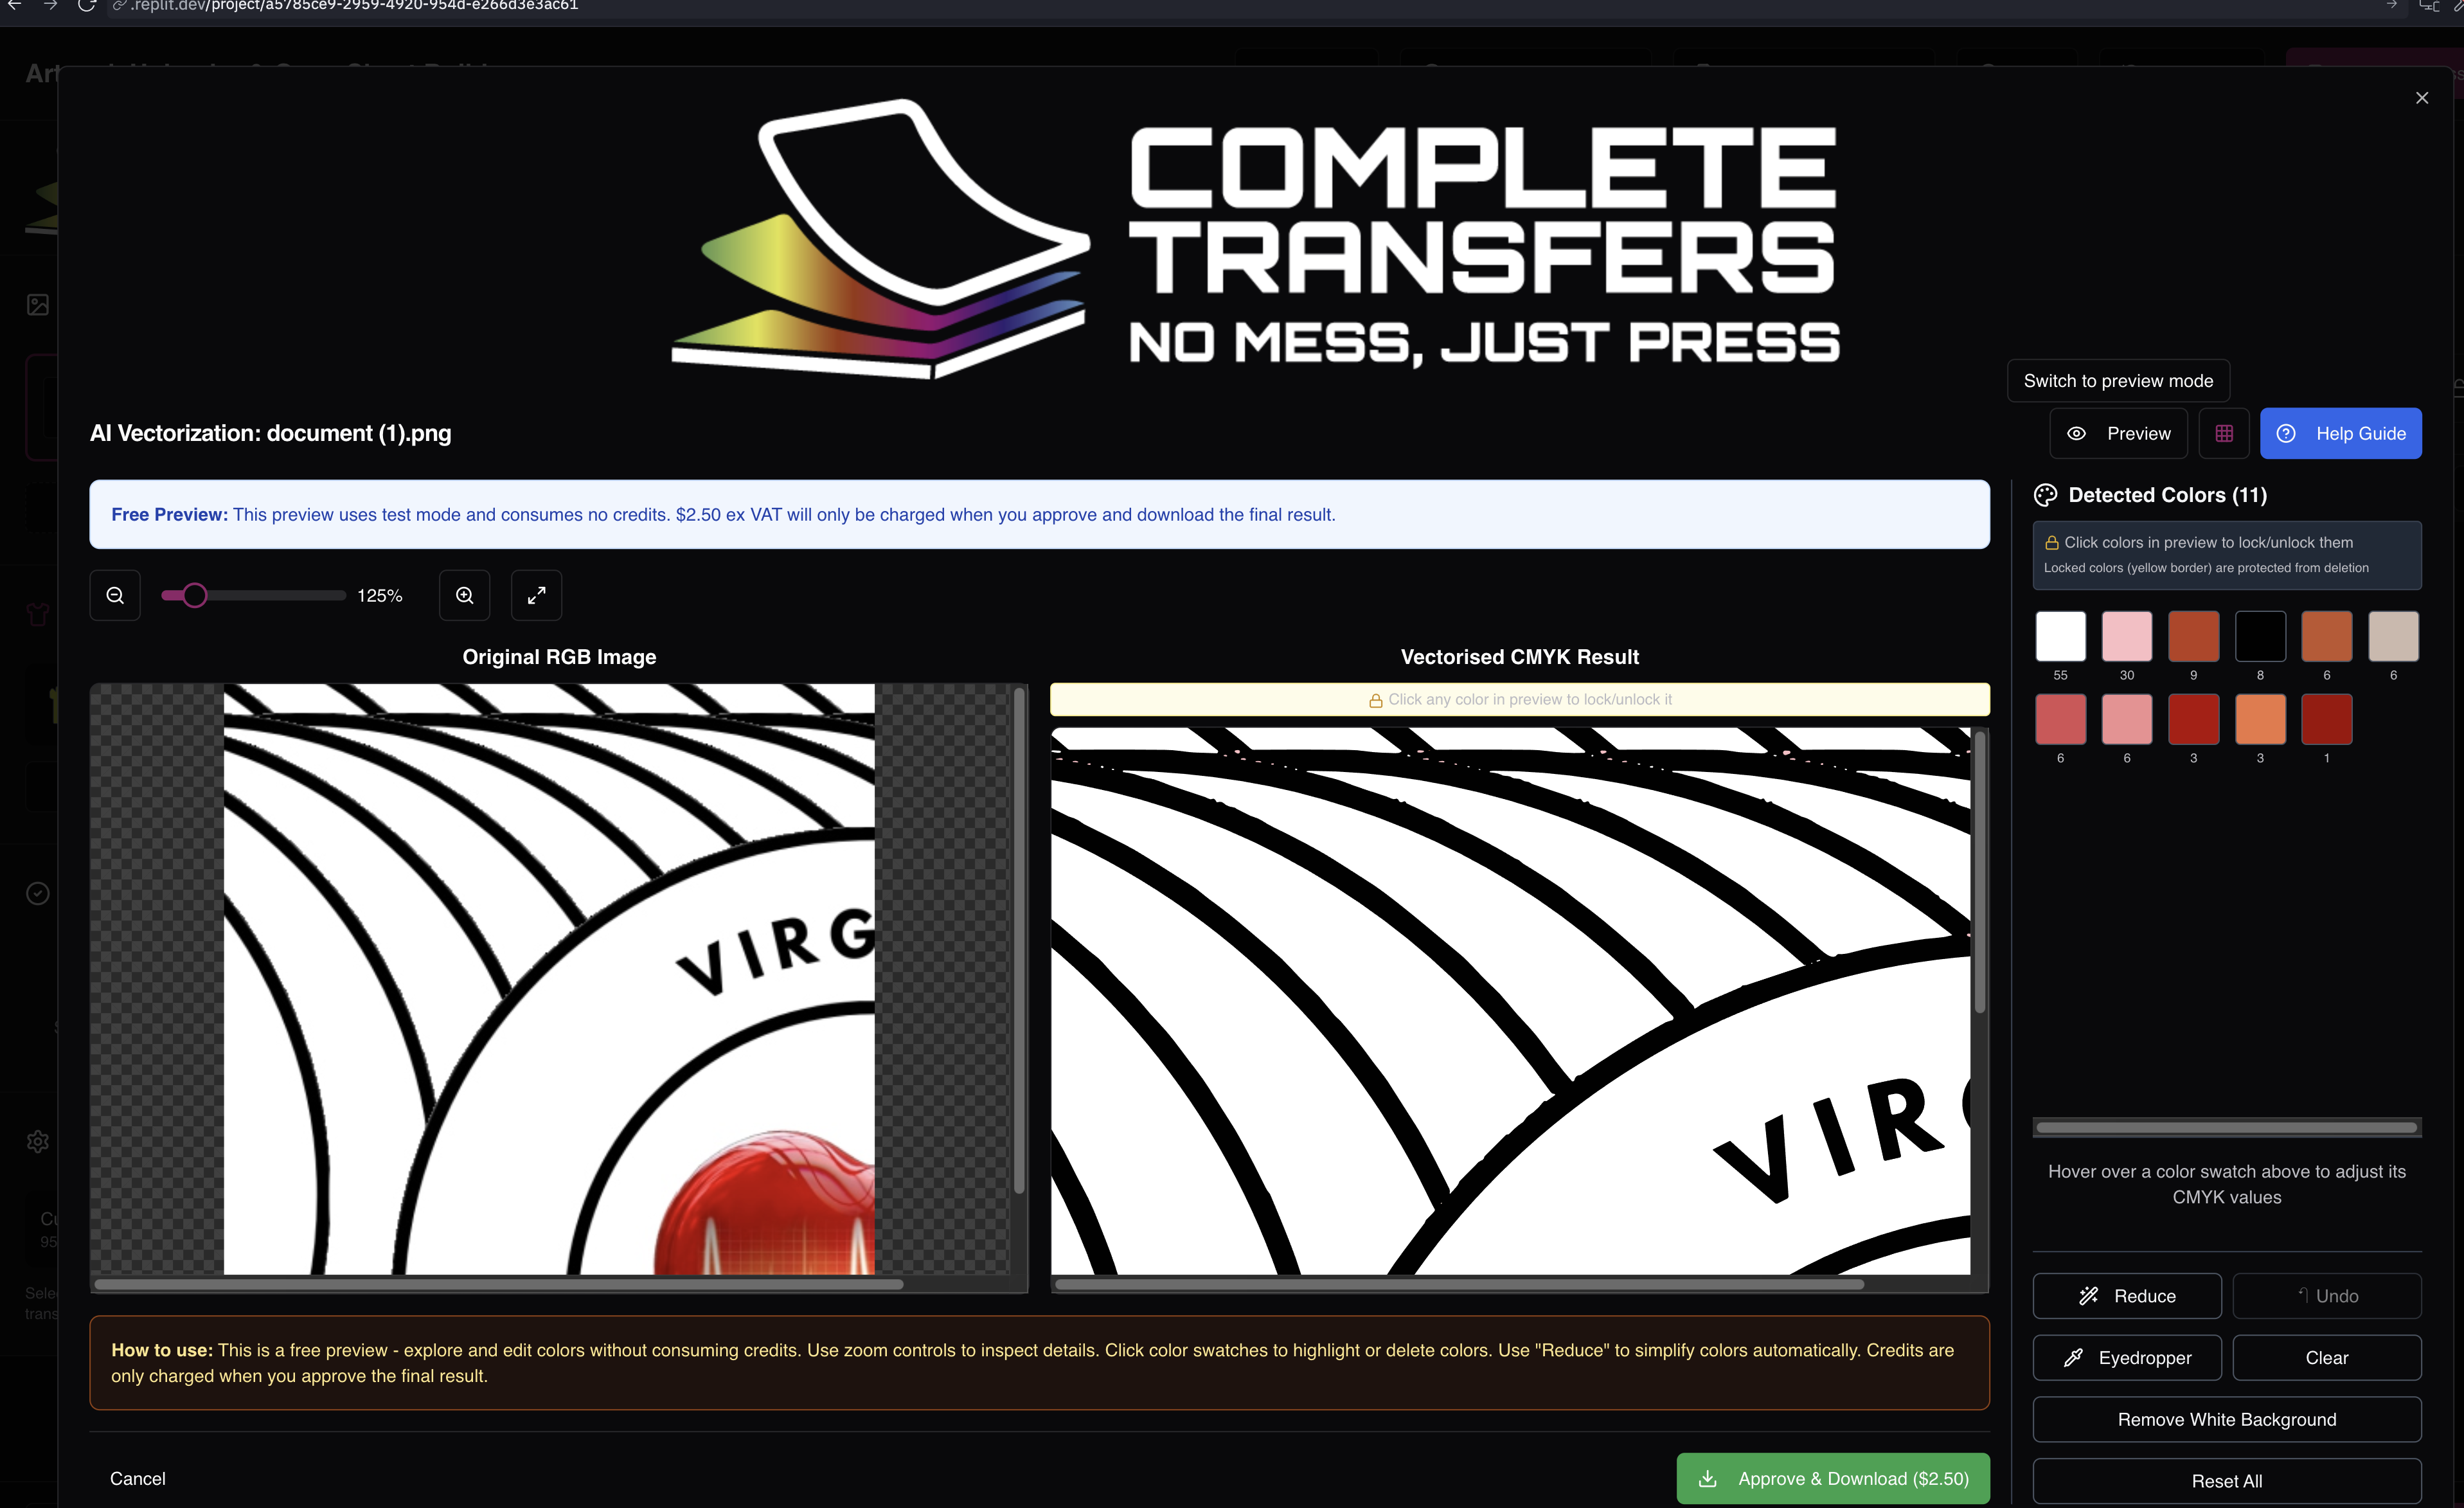 .replit.dev/project/a5785ce9-2959-4920-954d-e266d3e3ac61
COMPLETE
TRANSFERS
NO MESS, JUST PRESS
Switch to preview mode
AI Vectorization: document (1).png
Preview
Help Guide
Free Preview: This preview uses test mode and consumes no credits. $2.50 ex VAT will only be charged when you approve and download the final result.
125%
Original RGB Image
Vectorised CMYK Result
Click any color in preview to lock/unlock it
VIRG
VIR
Detected Colors (11)
Click colors in preview to lock/unlock them
Locked colors (yellow border) are protected from deletion
55 30 9 8 6 6
6 6 3 3 1
Hover over a color swatch above to adjust its
CMYK values
Reduce
Undo
Eyedropper
Clear
Remove White Background
Reset All
How to use: This is a free preview - explore and edit colors without consuming credits. Use zoom controls to inspect details. Click color swatches to highlight or delete colors. Use "Reduce" to simplify colors automatically. Credits are
only charged when you approve the final result.
Cancel
Approve & Download ($2.50)